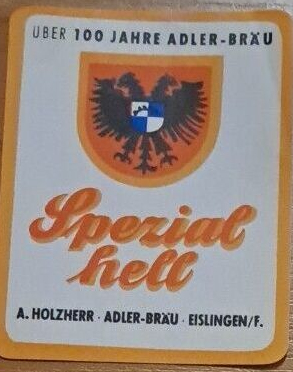 ÜBER 100 JAHRE ADLER-BRÄU
Spezial
hell
A. HOLZHERR · ADLER-BRÄU · EISLINGEN/F.